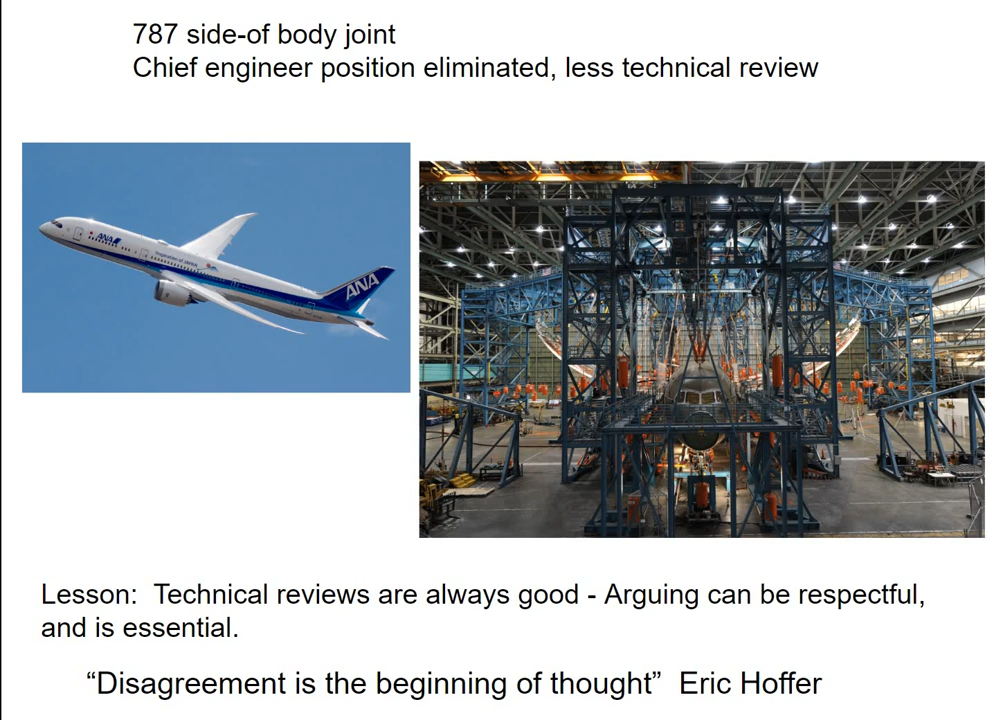 787 side-of body joint
Chief engineer position eliminated, less technical review
ANA
ANA
Lesson:  Technical reviews are always good - Arguing can be respectful,
and is essential.
“Disagreement is the beginning of thought”  Eric Hoffer